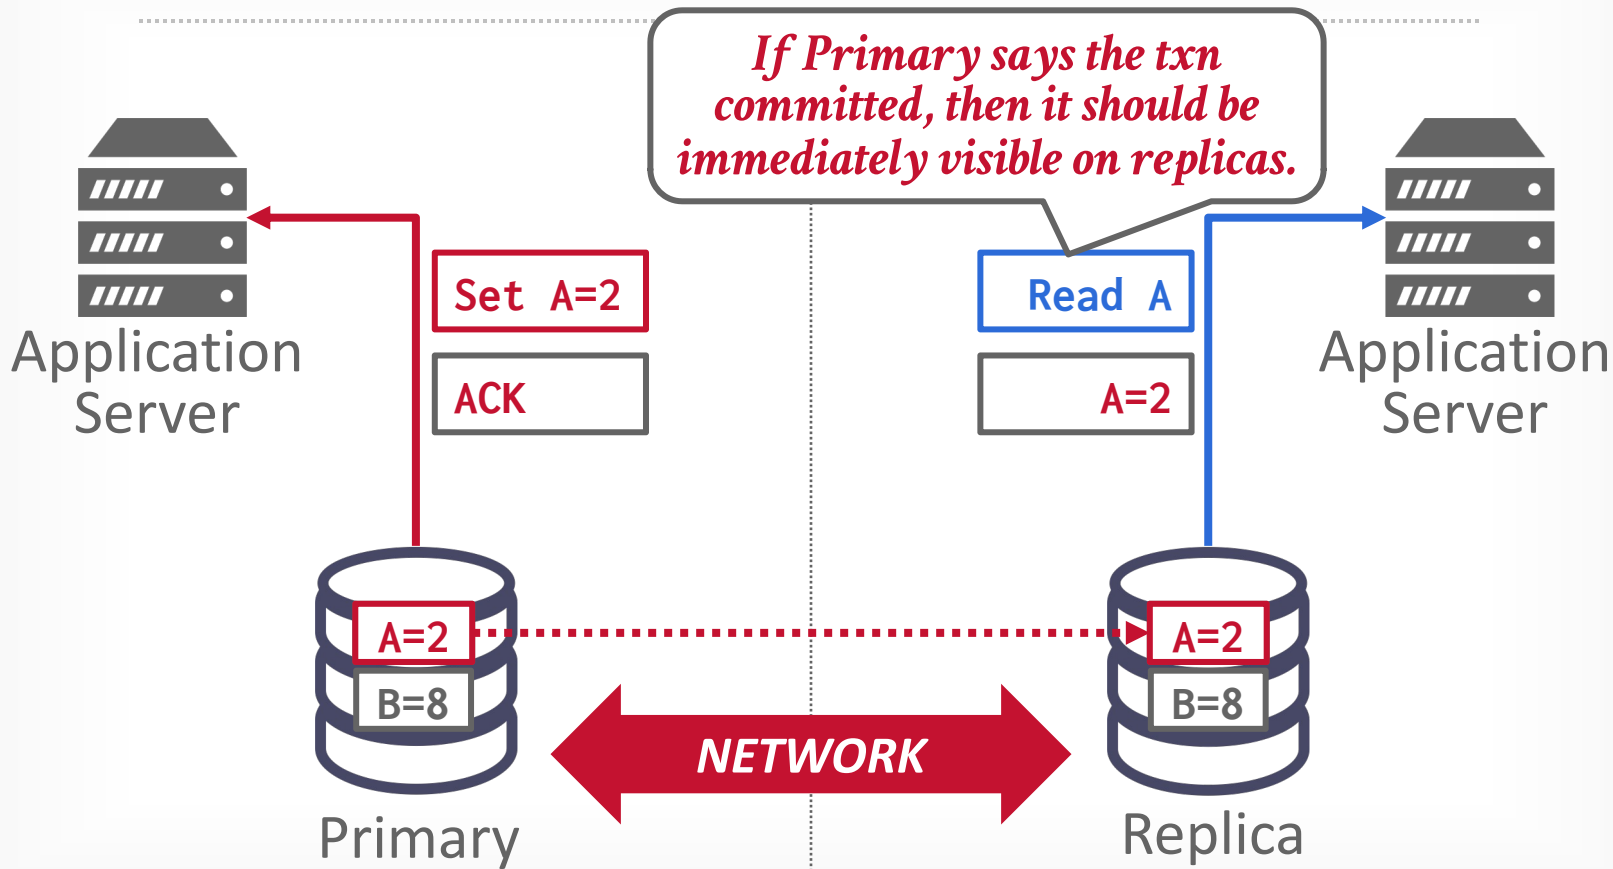 If Primary says the txn
committed, then it should be
immediately visible on replicas.
Application
Server
Set A=2
ACK
Read A
A=2
Application
Server
A=2
B=8
A=2
B=8
NETWORK
Primary
Replica